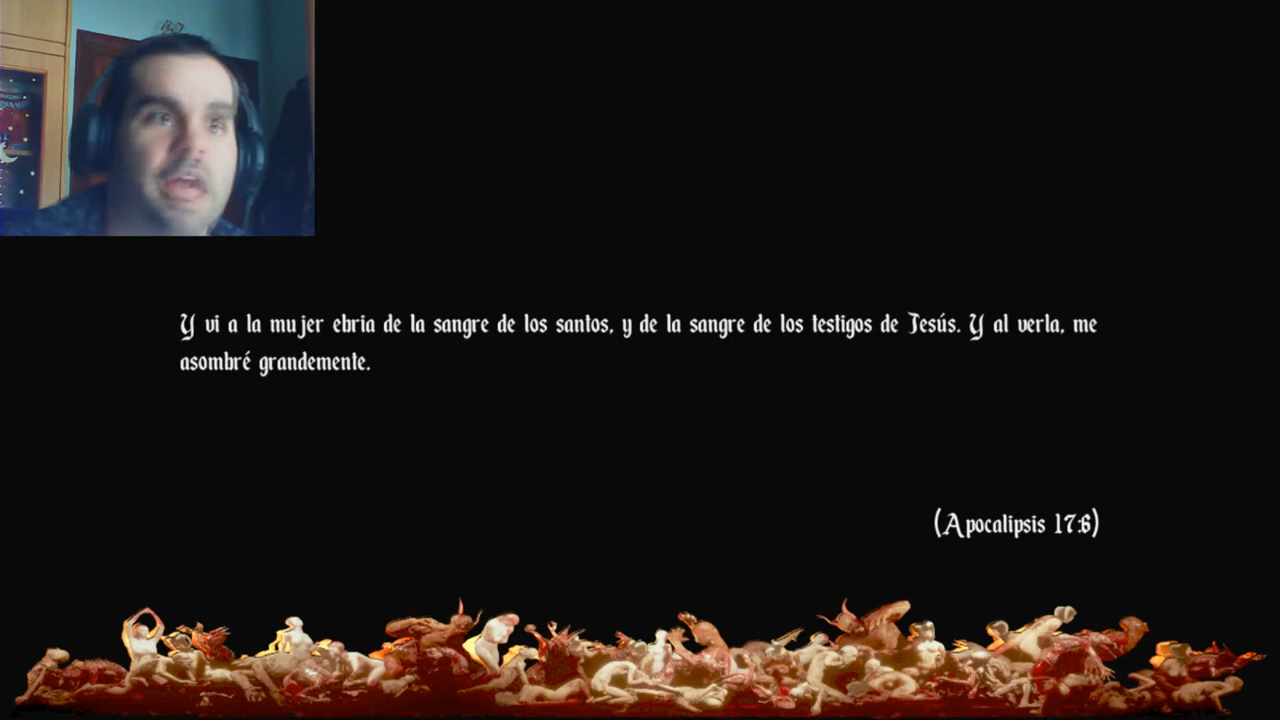 Y vi a la mujer ebria de la sangre de los santos, y de la sangre de los testigos de Jesús. Y al verla, me
asombré grandemente.
(Apocalipsis 17:6)